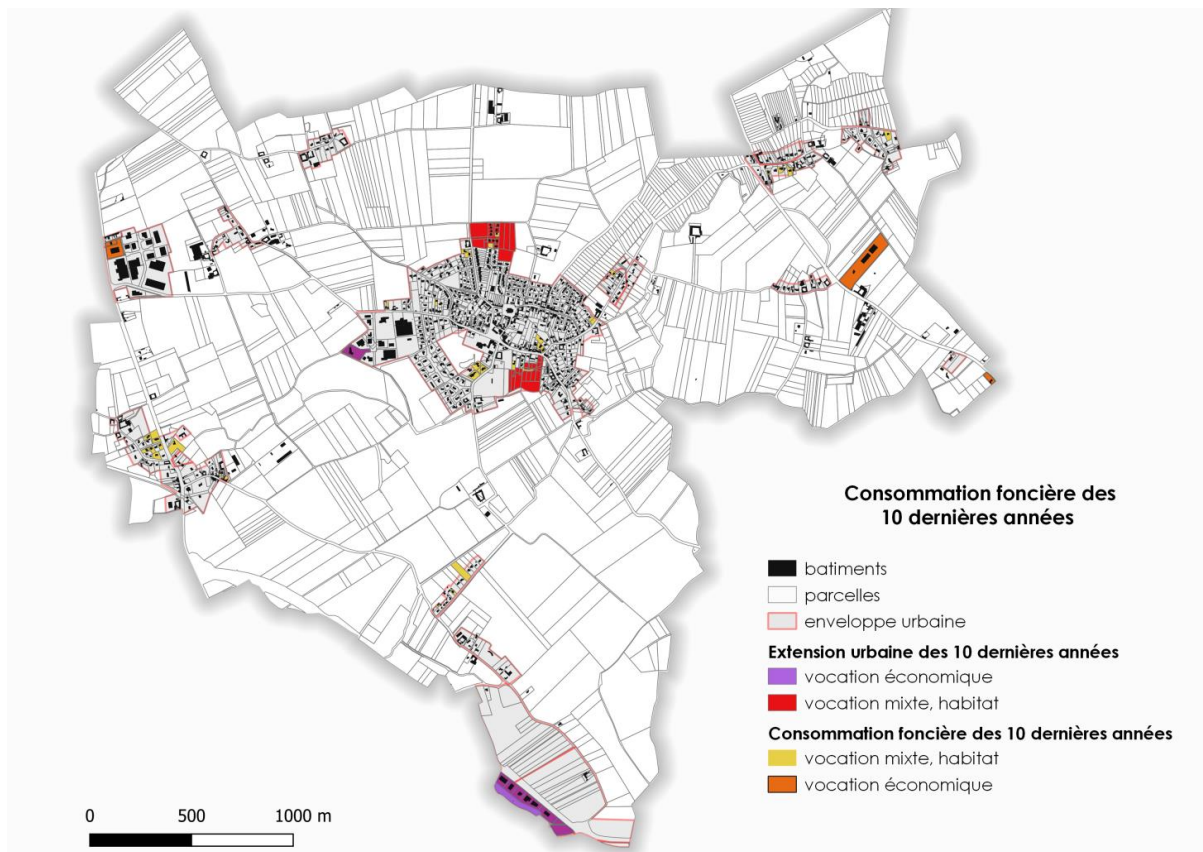 Consommation foncière des
10 dernières années
batiments
parcelles
enveloppe urbaine
Extension urbaine des 10 dernières années
vocation économique
vocation mixte, habitat
Consommation foncière des 10 dernières années
vocation mixte, habitat
vocation économique
0 500 1000 m